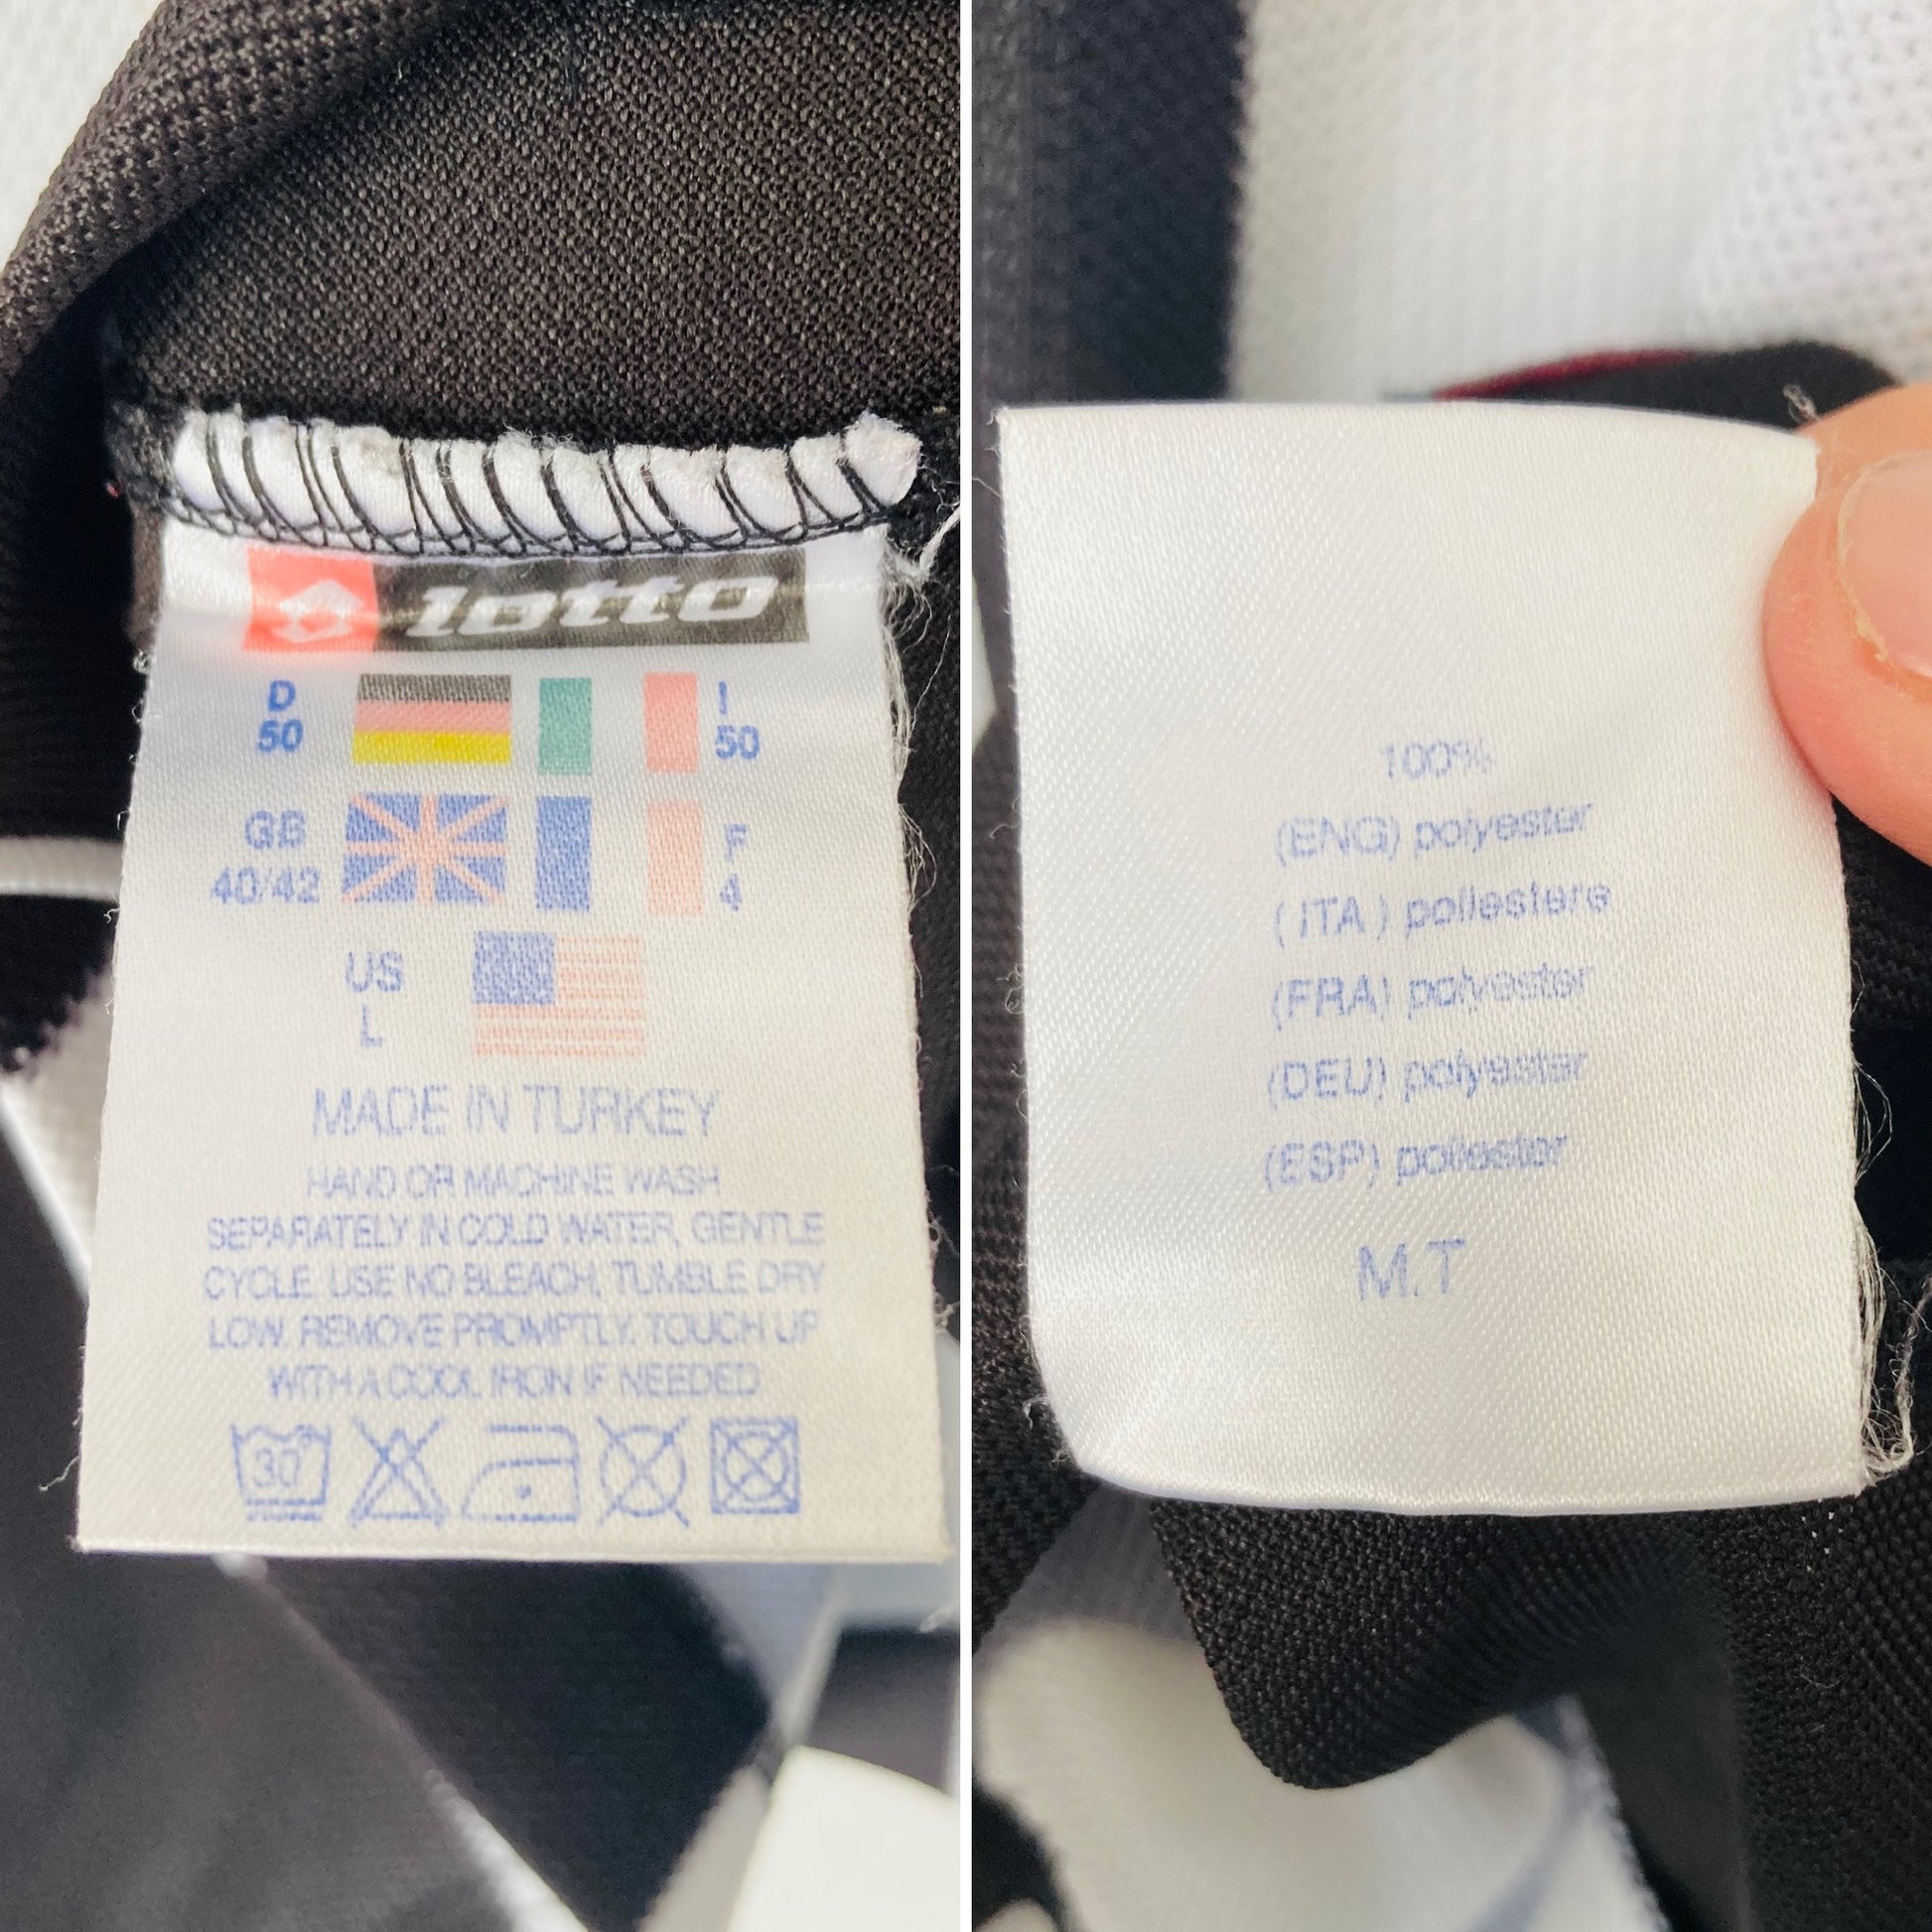 lotto
D I
50 50
GB F
40/42 4
US
L
MADE IN TURKEY
HAND OR MACHINE WASH
SEPARATELY IN COLD WATER, GENTLE
CYCLE. USE NO BLEACH, TUMBLE DRY
LOW. REMOVE PROMPTLY. TOUCH UP
WITH A COOL IRON IF NEEDED
30°
100%
(ENG) polyester
( ITA ) poliestere
(FRA) polyester
(DEU) polyester
(ESP) poliester
M.T